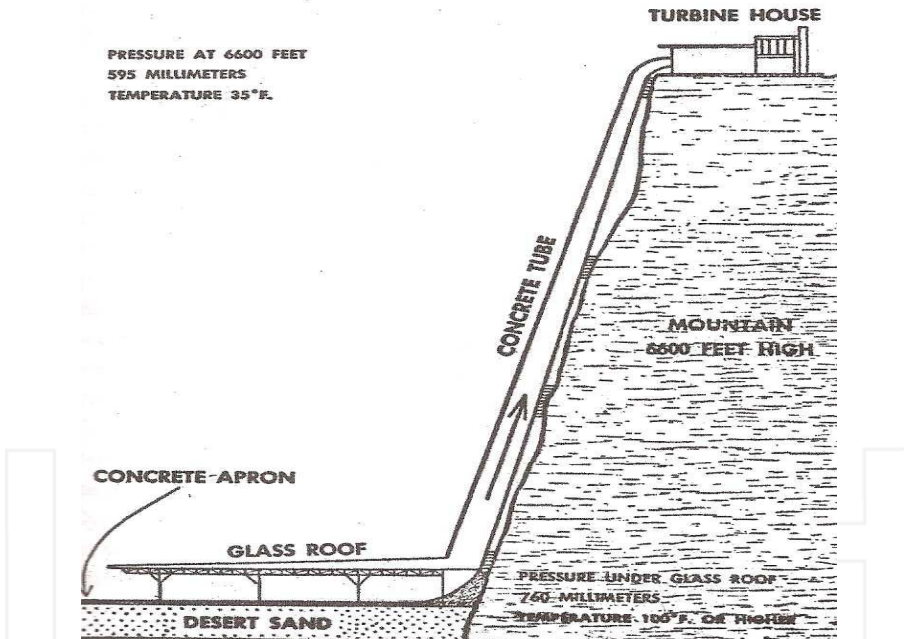 TURBINE HOUSE
PRESSURE AT 6600 FEET
595 MILLIMETERS
TEMPERATURE 35°F.
CONCRETE TUBE
MOUNTAIN
6600 FEET HIGH
CONCRETE-APRON
GLASS ROOF
PRESSURE UNDER GLASS ROOF
760 MILLIMETERS
TEMPERATURE 100°F. OR HIGHER
DESERT SAND